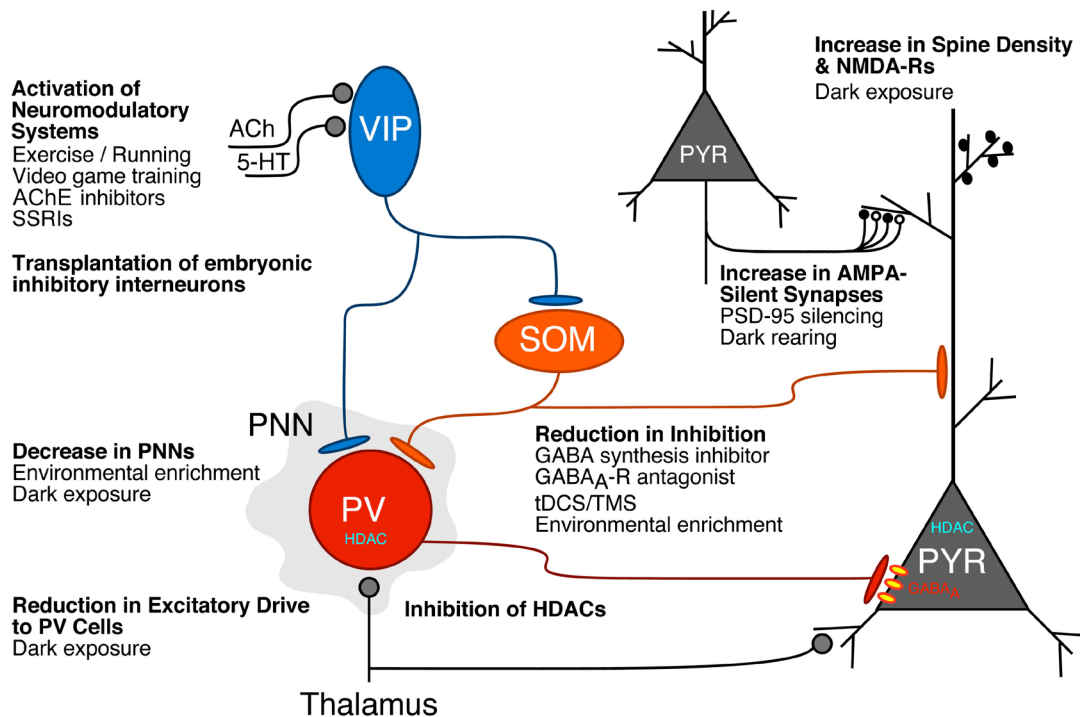 Activation of
Neuromodulatory
Systems
Exercise / Running
Video game training
AChE inhibitors
SSRIs
ACh
5-HT
VIP
PYR
Increase in Spine Density
& NMDA-Rs
Dark exposure
Transplantation of embryonic
inhibitory interneurons
Increase in AMPA-
Silent Synapses
PSD-95 silencing
Dark rearing
SOM
PNN
Decrease in PNNs
Environmental enrichment
Dark exposure
PV
HDAC
Reduction in Inhibition
GABA synthesis inhibitor
GABAA-R antagonist
tDCS/TMS
Environmental enrichment
HDAC
PYR
GABAA
Reduction in Excitatory Drive
to PV Cells
Dark exposure
Inhibition of HDACs
Thalamus